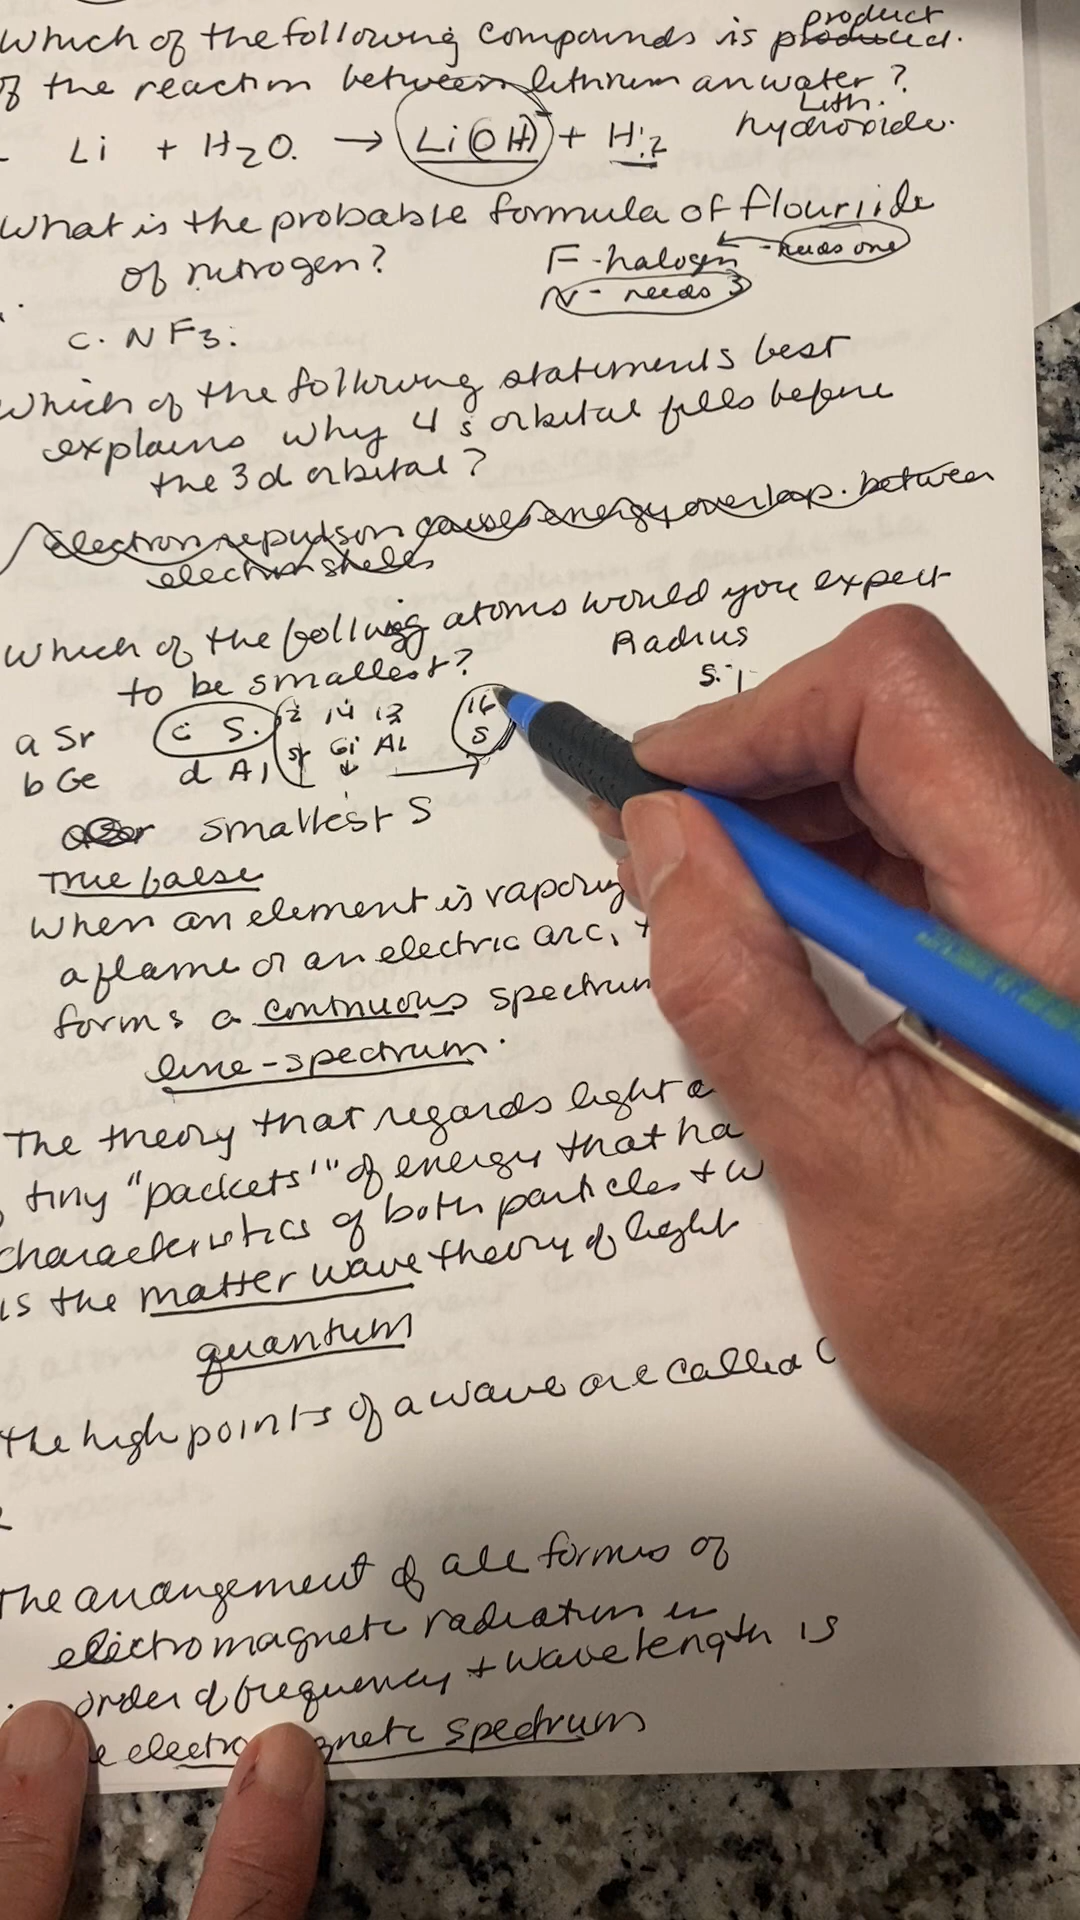 Which of the following compounds is product
of the reaction between lithium an water?
Li + H2O. → Li(OH) + H2
Lith.
hydroxide.
What is the probable formula of flouriide
of nitrogen?
F - halogen - needs one
N - needs 3
c. NF3.
Which of the following statements best
explains why 4s orbital fills before
the 3d orbital?
electron repulsion cause energy overlap. between
electron shells
Which of the following atoms would you expect
to be smallest?
Radius
a Sr
c S.
2 14 13
16
b Ge
d Al
Sr Al
S
smallest S
True false
When an element is
a flame or an electric arc,
forms a continuous spectrum
line-spectrum.
The theory that regards light
tiny "packets" of energy that
characteristics of both particles +
is the matter wave theory of light
quantum
the high points of a wave are called
The arrangement of all forms of
electromagnetic radiation in
order of frequency + wavelength is
spectrum